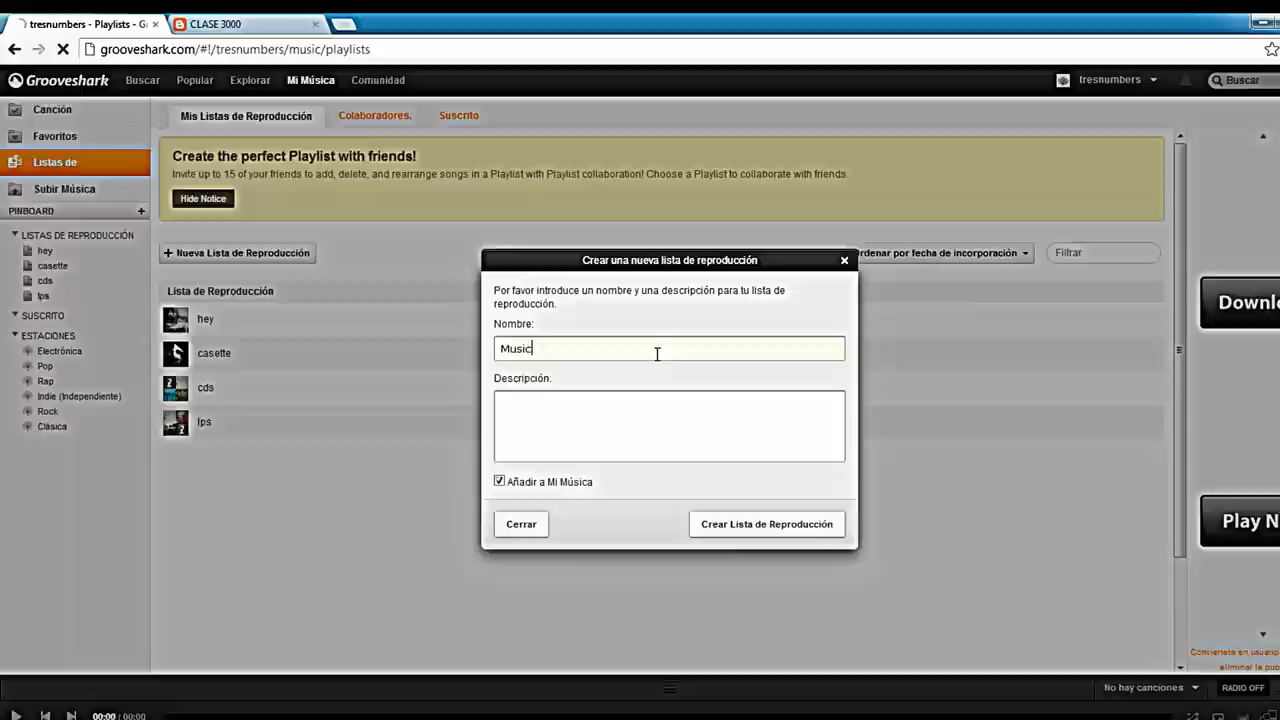 tresnumbers - Playlists - G
CLASE 3000
grooveshark.com/#!/tresnumbers/music/playlists
Grooveshark
Buscar
Popular
Explorar
Mi Música
Comunidad
tresnumbers
Buscar
Canción
Favoritos
Listas de
Subir Música
PINBOARD +
LISTAS DE REPRODUCCIÓN
hey
casette
cds
lps
SUSCRITO
ESTACIONES
Electrónica
Pop
Rap
Indie (Independiente)
Rock
Clásica
Mis Listas de Reproducción
Colaboradores.
Suscrito
Create the perfect Playlist with friends!
Invite up to 15 of your friends to add, delete, and rearrange songs in a Playlist with Playlist collaboration! Choose a Playlist to collaborate with friends.
Hide Notice
+ Nueva Lista de Reproducción
rdenar por fecha de incorporación
Filtrar
Lista de Reproducción
hey
casette
cds
lps
Crear una nueva lista de reproducción
Por favor introduce un nombre y una descripción para tu lista de
reproducción.
Nombre:
Music
Descripción:
Añadir a Mi Música
Cerrar
Crear Lista de Reproducción
Downl
Play N
Conviértete en usuario
eliminar la pub
No hay canciones
RADIO OFF
00:00 / 00:00